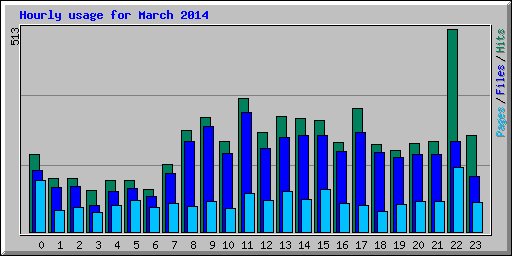 Hourly usage for March 2014
513
Pages / Files / Hits
0 1 2 3 4 5 6 7 8 9 10 11 12 13 14 15 16 17 18 19 20 21 22 23